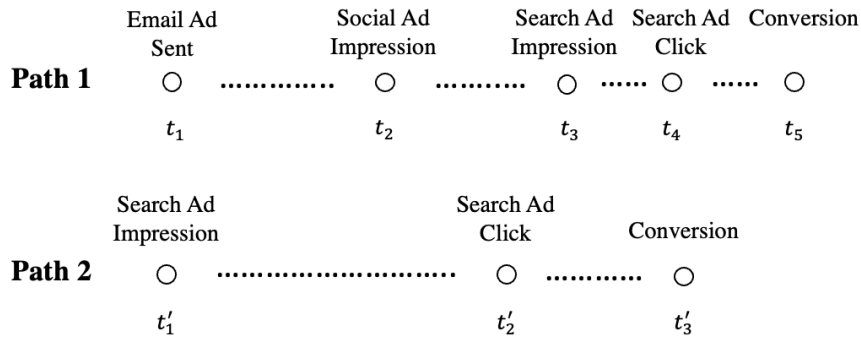 Email Ad Social Ad Search Ad Search Ad Conversion
Sent Impression Impression Click
Path 1
t₁ t₂ t₃ t₄ t₅
Search Ad Search Ad
Impression Click Conversion
Path 2
t′₁ t′₂ t′₃